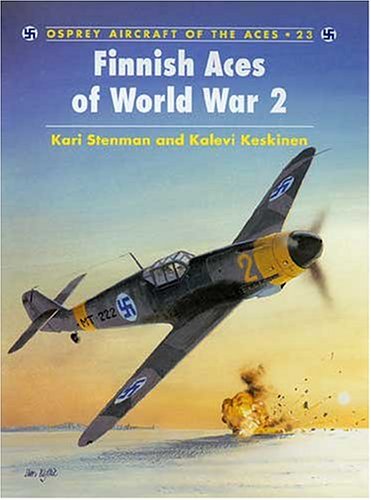 OSPREY AIRCRAFT OF THE ACES • 23
Finnish Aces
of World War 2
Kari Stenman and Kalevi Keskinen
MT 222
2